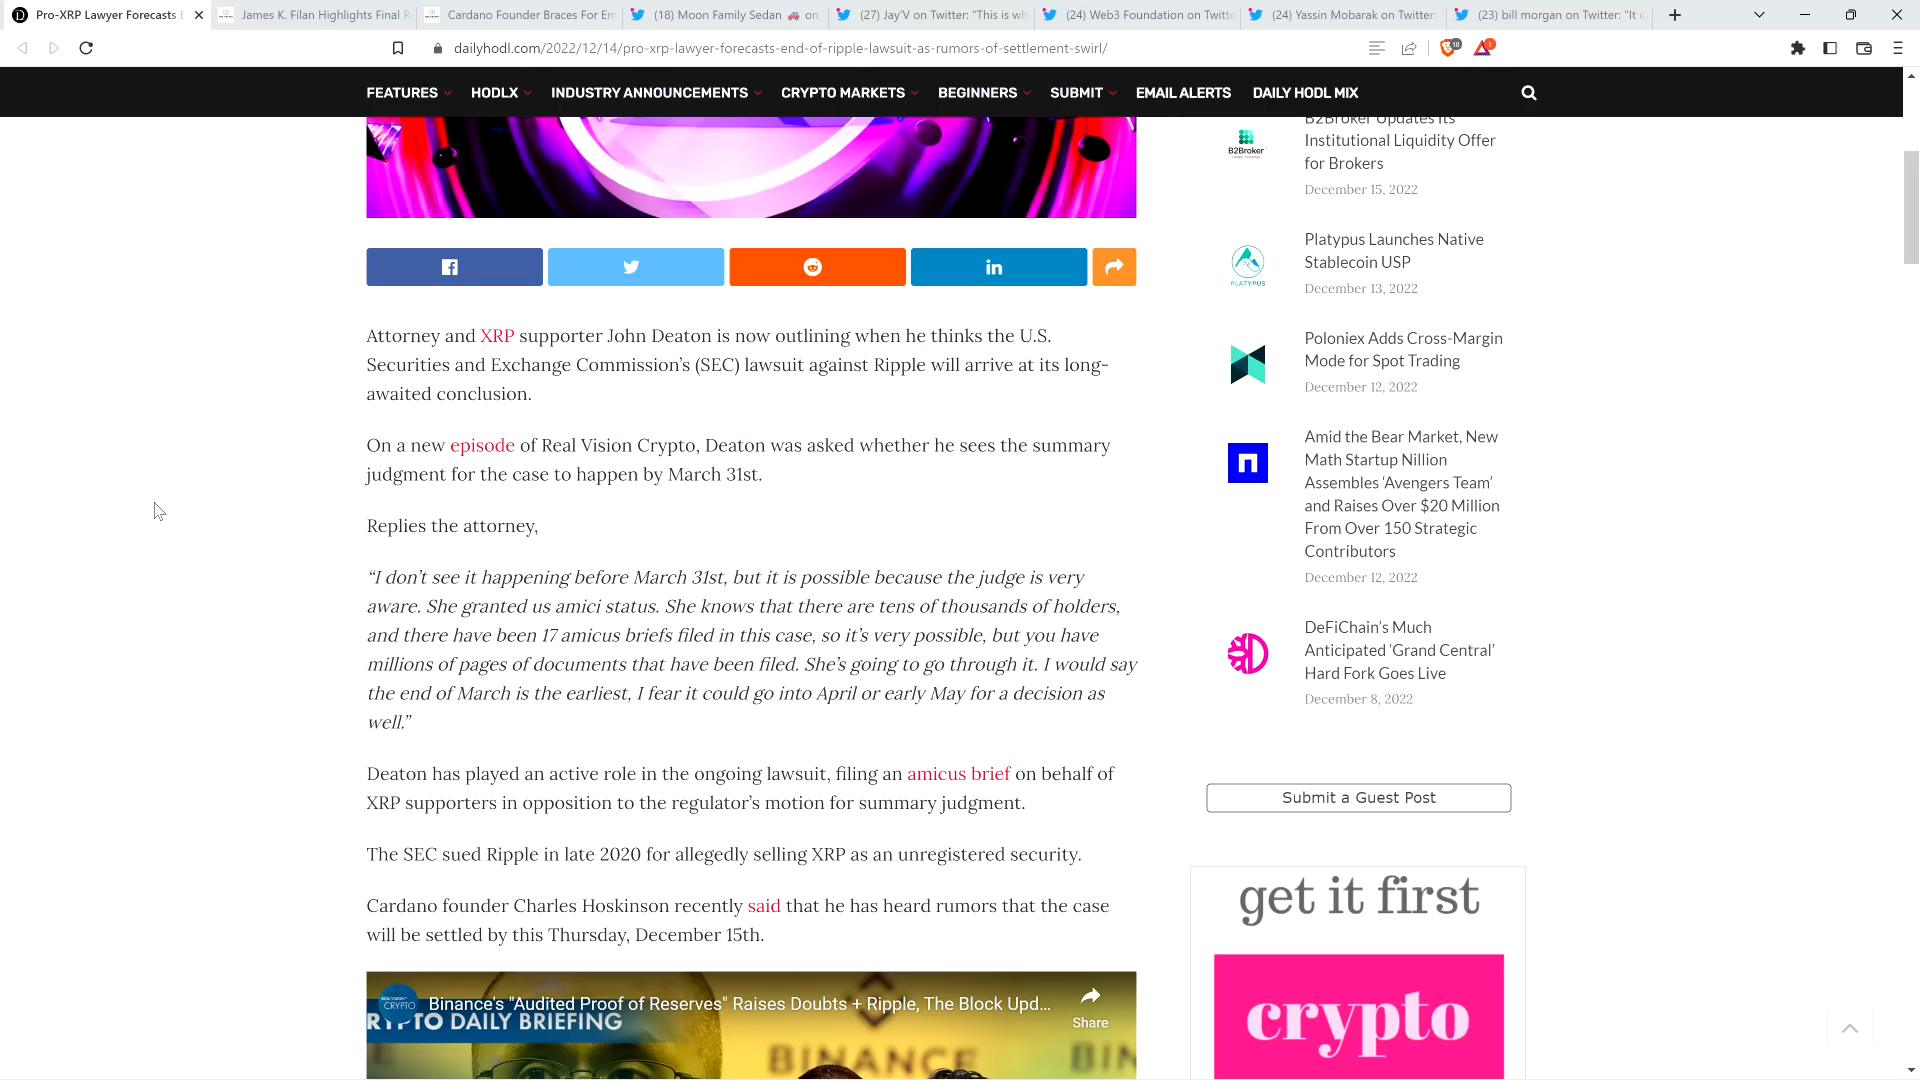 Pro-XRP Lawyer Forecasts E
James K. Filan Highlights Final R
Cardano Founder Braces For Em
(18) Moon Family Sedan 🚗 on
(27) Jay'V on Twitter: "This is wh
(24) Web3 Foundation on Twitte
(24) Yassin Mobarak on Twitter:
(23) bill morgan on Twitter: "It c
dailyhodl.com/2022/12/14/pro-xrp-lawyer-forecasts-end-of-ripple-lawsuit-as-rumors-of-settlement-swirl/
18
1
FEATURES HODLX INDUSTRY ANNOUNCEMENTS CRYPTO MARKETS BEGINNERS SUBMIT EMAIL ALERTS DAILY HODL MIX
Attorney and XRP supporter John Deaton is now outlining when he thinks the U.S.
Securities and Exchange Commission’s (SEC) lawsuit against Ripple will arrive at its long-
awaited conclusion.
On a new episode of Real Vision Crypto, Deaton was asked whether he sees the summary
judgment for the case to happen by March 31st.
Replies the attorney,
“I don’t see it happening before March 31st, but it is possible because the judge is very
aware. She granted us amici status. She knows that there are tens of thousands of holders,
and there have been 17 amicus briefs filed in this case, so it’s very possible, but you have
millions of pages of documents that have been filed. She’s going to go through it. I would say
the end of March is the earliest, I fear it could go into April or early May for a decision as
well.”
Deaton has played an active role in the ongoing lawsuit, filing an amicus brief on behalf of
XRP supporters in opposition to the regulator’s motion for summary judgment.
The SEC sued Ripple in late 2020 for allegedly selling XRP as an unregistered security.
Cardano founder Charles Hoskinson recently said that he has heard rumors that the case
will be settled by this Thursday, December 15th.
REAL VISION
CRYPTO
Binance's "Audited Proof of Reserves" Raises Doubts + Ripple, The Block Upd...
Share
RYPTO DAILY BRIEFING
BINANCE
BIN
B2Broker
B2Broker Updates Its
Institutional Liquidity Offer
for Brokers
December 15, 2022
PLATYPUS
Platypus Launches Native
Stablecoin USP
December 13, 2022
Poloniex Adds Cross-Margin
Mode for Spot Trading
December 12, 2022
Amid the Bear Market, New
Math Startup Nillion
Assembles ‘Avengers Team’
and Raises Over $20 Million
From Over 150 Strategic
Contributors
December 12, 2022
DeFiChain’s Much
Anticipated ‘Grand Central’
Hard Fork Goes Live
December 8, 2022
Submit a Guest Post
get it first
crypto